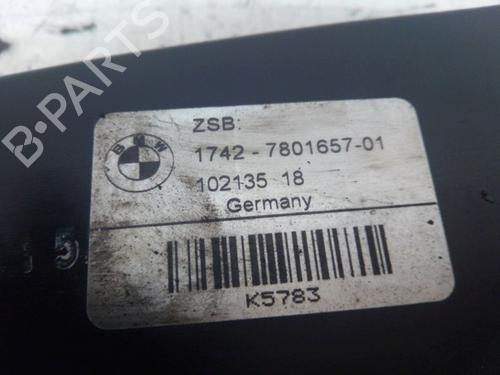 ZSB:
BMW
1742 - 7801657-01
102135 18
Germany
K5783
B-PARTS